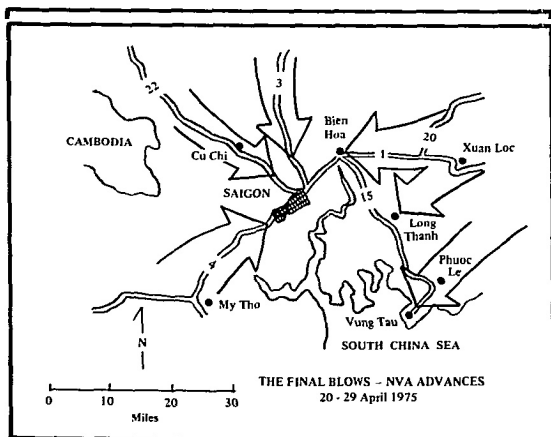 3
22
Bien
Hoa
20
CAMBODIA
Cu Chi
1
Xuan Loc
SAIGON
15
Long
Thanh
Phuoc
Le
4
My Tho
Vung Tau
N
SOUTH CHINA SEA
THE FINAL BLOWS – NVA ADVANCES
20 - 29 April 1975
0 10 20 30
Miles